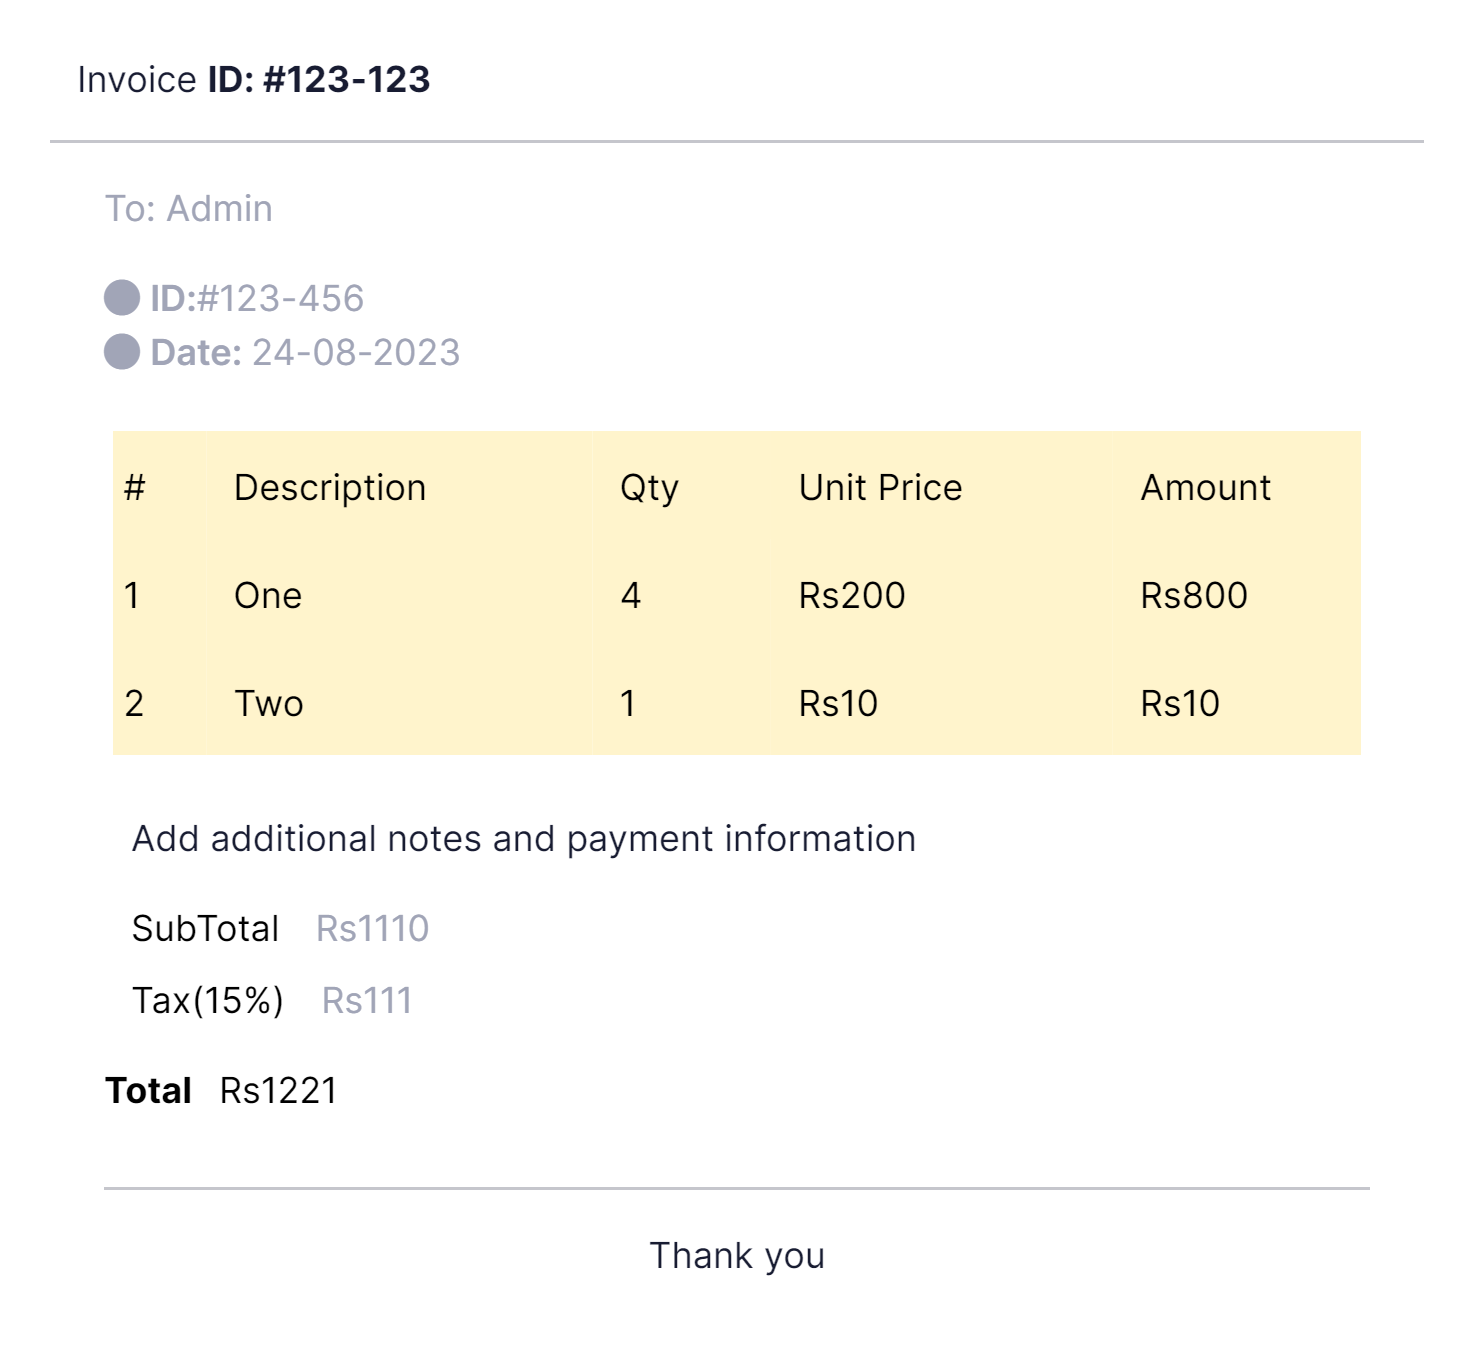 Invoice ID: #123-123
To: Admin
ID:#123-456
Date: 24-08-2023
# Description Qty Unit Price Amount
1 One 4 Rs200 Rs800
2 Two 1 Rs10 Rs10
Add additional notes and payment information
SubTotal Rs1110
Tax(15%) Rs111
Total Rs1221
Thank you